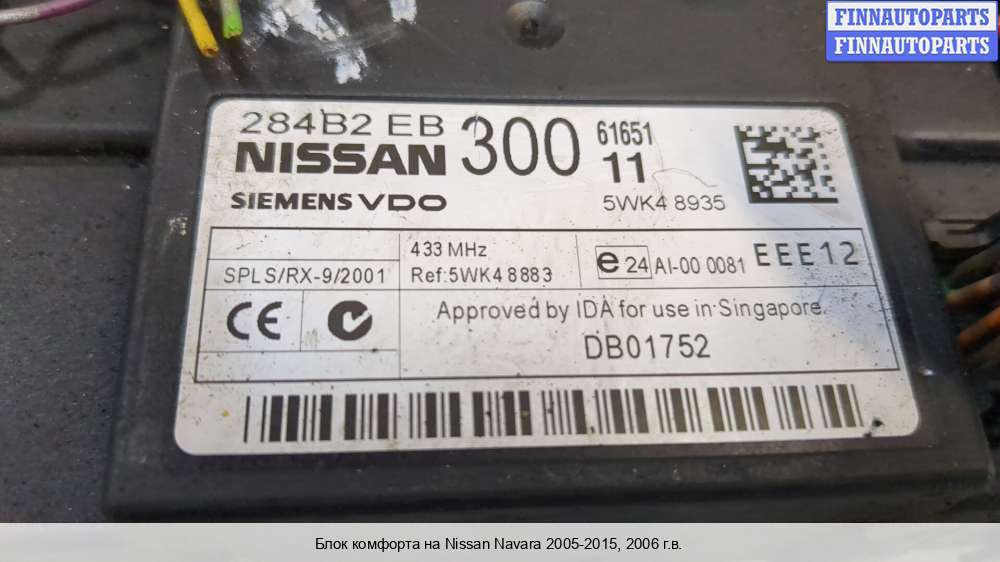 FINNAUTOPARTS
FINNAUTOPARTS
284B2 EB 300 61651
NISSAN 11
SIEMENS VDO 5WK4 8935
433 MHz
SPLS/RX-9/2001 Ref:5WK4 8883 e 24 AI-00 0081 EEE12
CE Approved by IDA for use in Singapore.
DB01752
Блок комфорта на Nissan Navara 2005-2015, 2006 г.в.